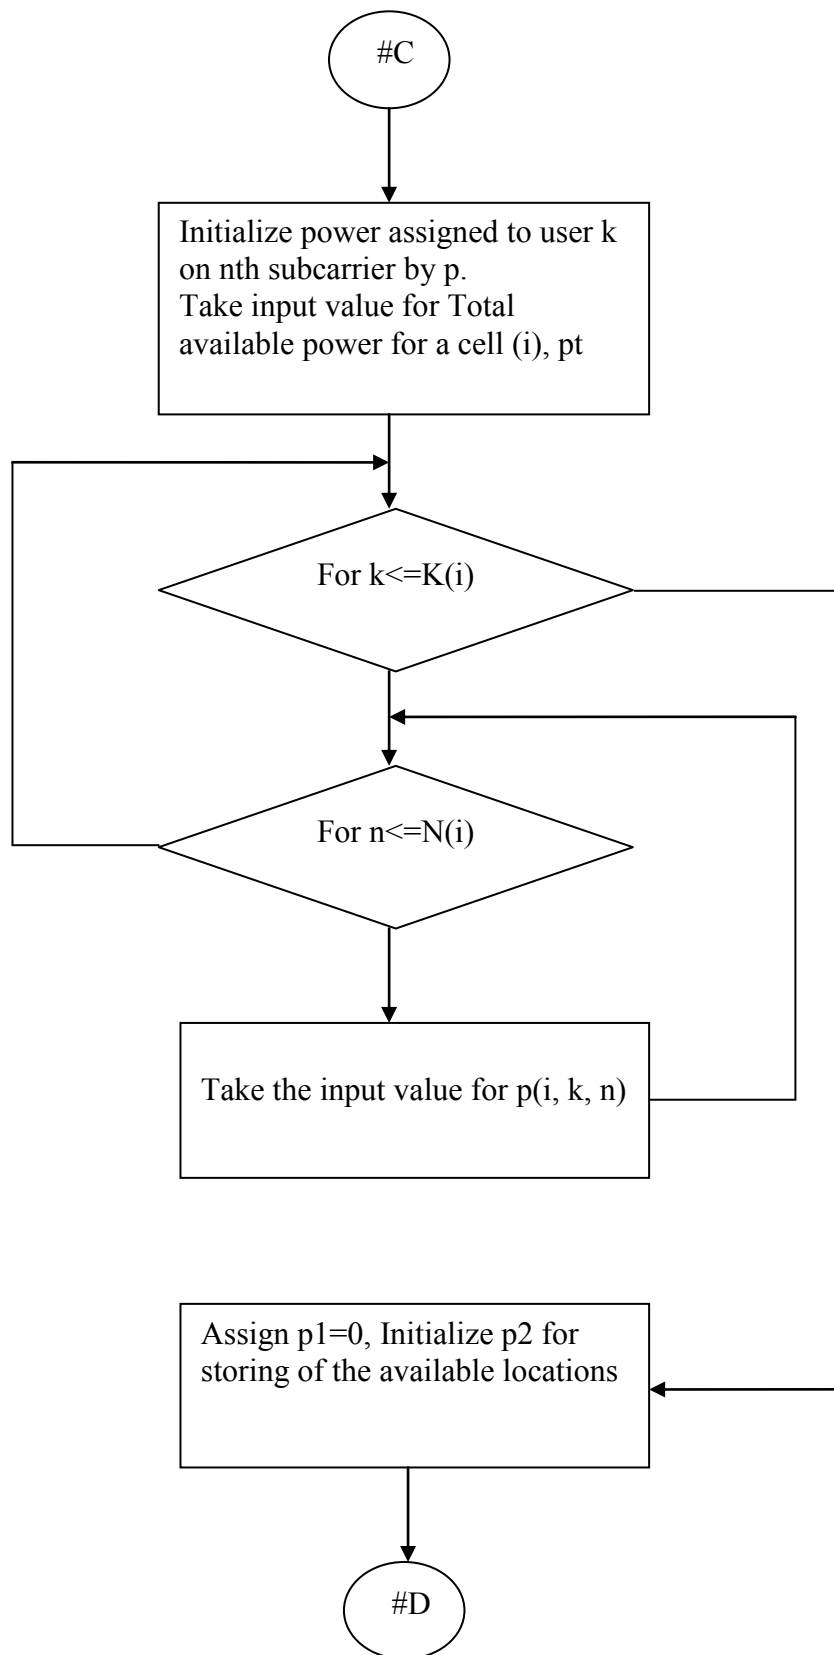 #C
Initialize power assigned to user k
on nth subcarrier by p.
Take input value for Total
available power for a cell (i), pt
For k<=K(i)
For n<=N(i)
Take the input value for p(i, k, n)
Assign p1=0, Initialize p2 for
storing of the available locations
#D